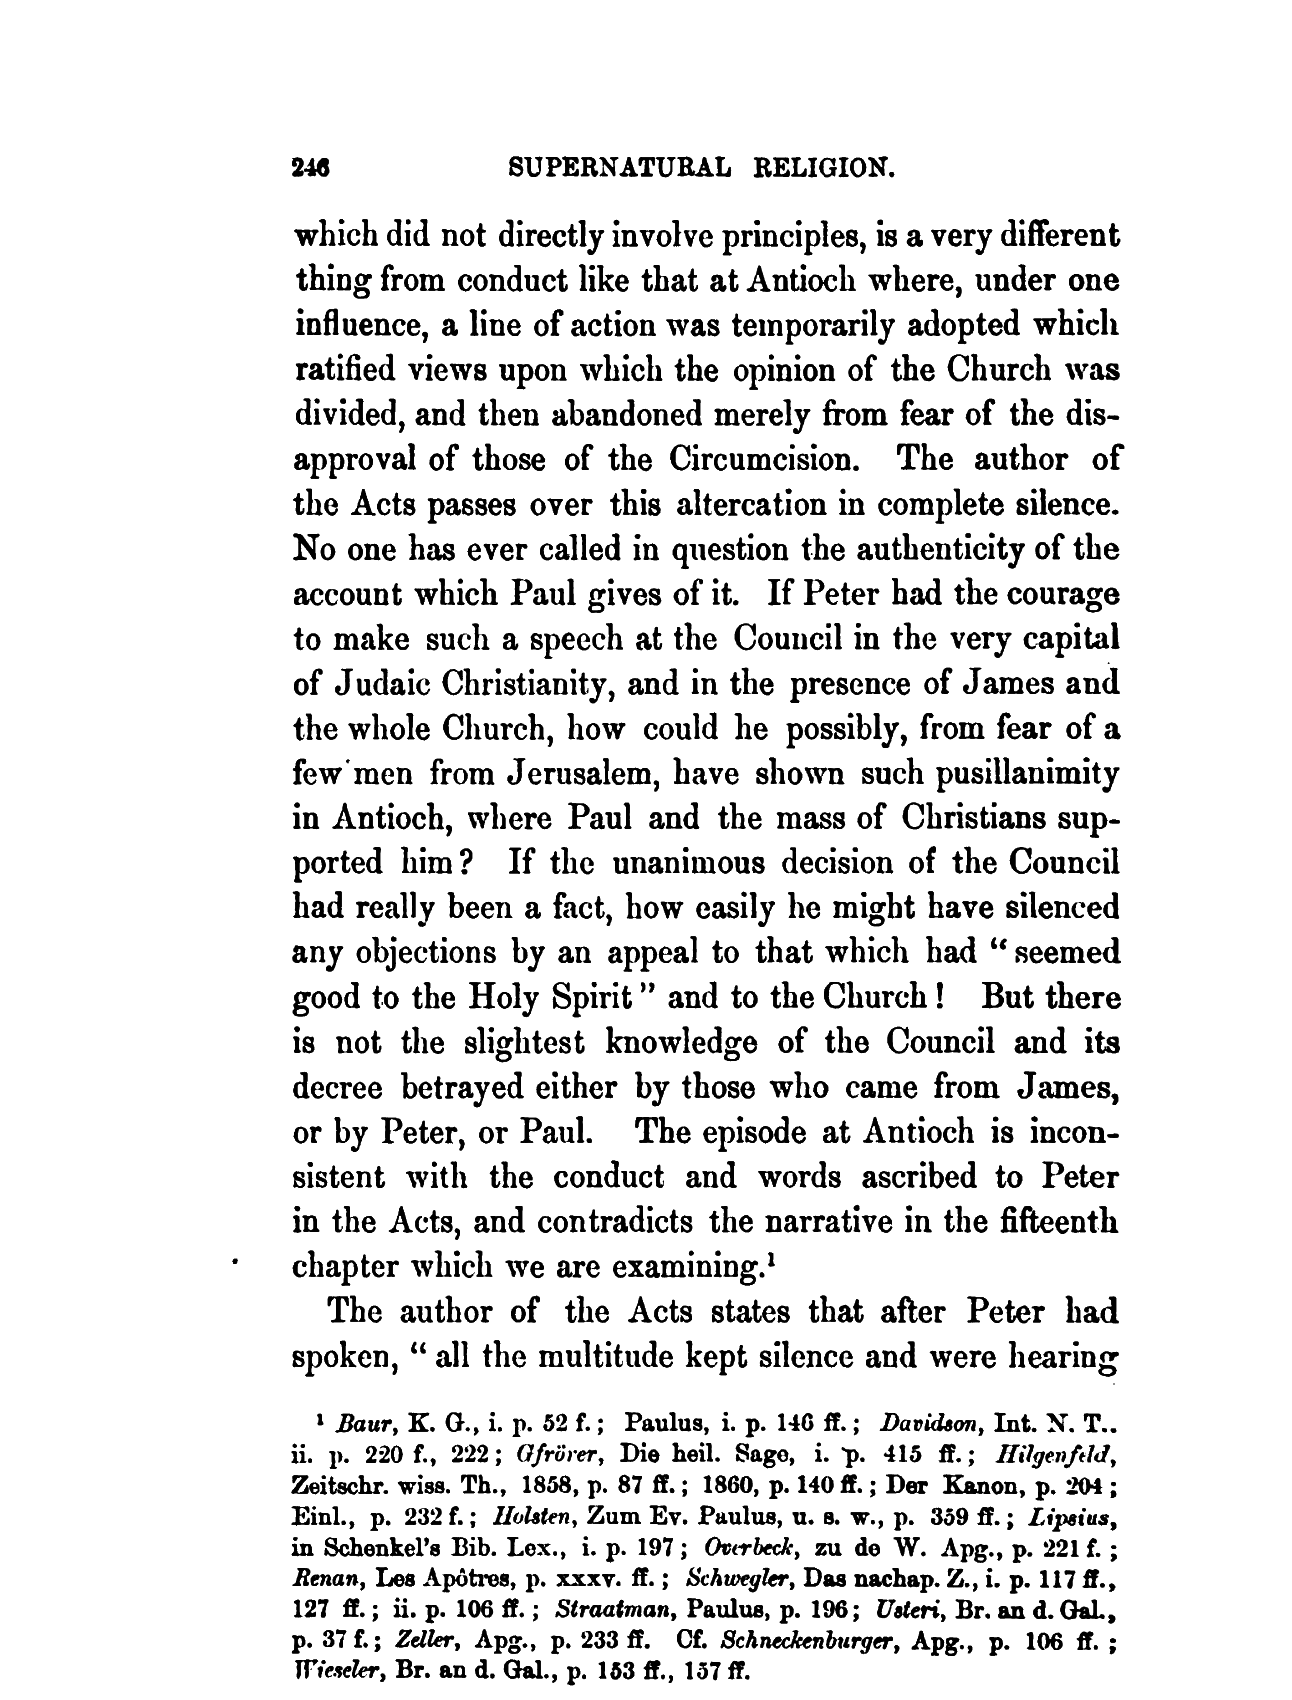 246 SUPERNATURAL RELIGION.
which did not directly involve principles, is a very different
thing from conduct like that at Antioch where, under one
influence, a line of action was temporarily adopted which
ratified views upon which the opinion of the Church was
divided, and then abandoned merely from fear of the dis-
approval of those of the Circumcision. The author of
the Acts passes over this altercation in complete silence.
No one has ever called in question the authenticity of the
account which Paul gives of it. If Peter had the courage
to make such a speech at the Council in the very capital
of Judaic Christianity, and in the presence of James and
the whole Church, how could he possibly, from fear of a
few men from Jerusalem, have shown such pusillanimity
in Antioch, where Paul and the mass of Christians sup-
ported him? If the unanimous decision of the Council
had really been a fact, how easily he might have silenced
any objections by an appeal to that which had “seemed
good to the Holy Spirit” and to the Church! But there
is not the slightest knowledge of the Council and its
decree betrayed either by those who came from James,
or by Peter, or Paul. The episode at Antioch is incon-
sistent with the conduct and words ascribed to Peter
in the Acts, and contradicts the narrative in the fifteenth
chapter which we are examining.¹
The author of the Acts states that after Peter had
spoken, “all the multitude kept silence and were hearing
¹ Baur, K. G., i. p. 52 f.; Paulus, i. p. 146 ff.; Davidson, Int. N. T..
ii. p. 220 f., 222; Gfrörer, Die heil. Sage, i. p. 415 ff.; Hilgenfeld,
Zeitschr. wiss. Th., 1858, p. 87 ff.; 1860, p. 140 ff.; Der Kanon, p. 204;
Einl., p. 232 f.; Holsten, Zum Ev. Paulus, u. s. w., p. 359 ff.; Lipsius,
in Schenkel's Bib. Lex., i. p. 197; Overbeck, zu de W. Apg., p. 221 f.;
Renan, Les Apôtres, p. xxxv. ff.; Schwegler, Das nachap. Z., i. p. 117 ff.,
127 ff.; ii. p. 106 ff.; Straatman, Paulus, p. 196; Usteri, Br. an d. Gal.,
p. 37 f.; Zeller, Apg., p. 233 ff. Cf. Schneckenburger, Apg., p. 106 ff.;
Wieseler, Br. an d. Gal., p. 153 ff., 157 ff.